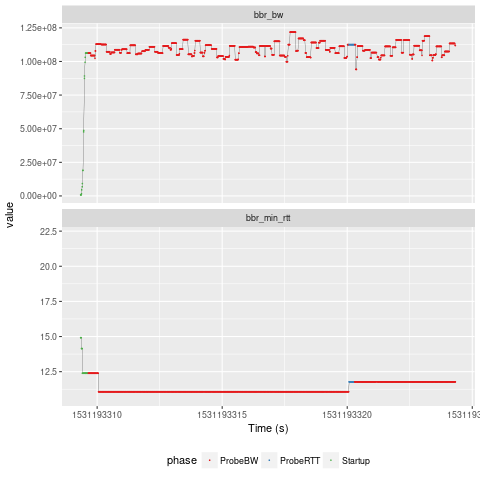 bbr_bw
1.25e+08
1.00e+08
7.50e+07
5.00e+07
2.50e+07
0.00e+00
value
bbr_min_rtt
22.5
20.0
17.5
15.0
12.5
1531193310
1531193315
1531193320
15311933
Time (s)
phase
ProbeBW
ProbeRTT
Startup